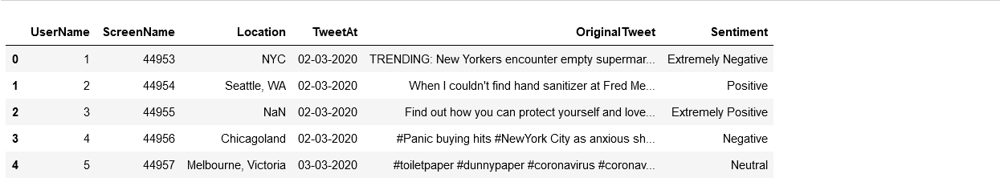 UserName ScreenName Location TweetAt OriginalTweet Sentiment
0 1 44953 NYC 02-03-2020 TRENDING: New Yorkers encounter empty supermar... Extremely Negative
1 2 44954 Seattle, WA 02-03-2020 When I couldn't find hand sanitizer at Fred Me... Positive
2 3 44955 NaN 02-03-2020 Find out how you can protect yourself and love... Extremely Positive
3 4 44956 Chicagoland 02-03-2020 #Panic buying hits #NewYork City as anxious sh... Negative
4 5 44957 Melbourne, Victoria 03-03-2020 #toiletpaper #dunnypaper #coronavirus #coronav... Neutral